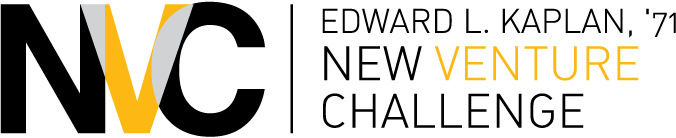 NVC
EDWARD L. KAPLAN, '71
NEW VENTURE
CHALLENGE